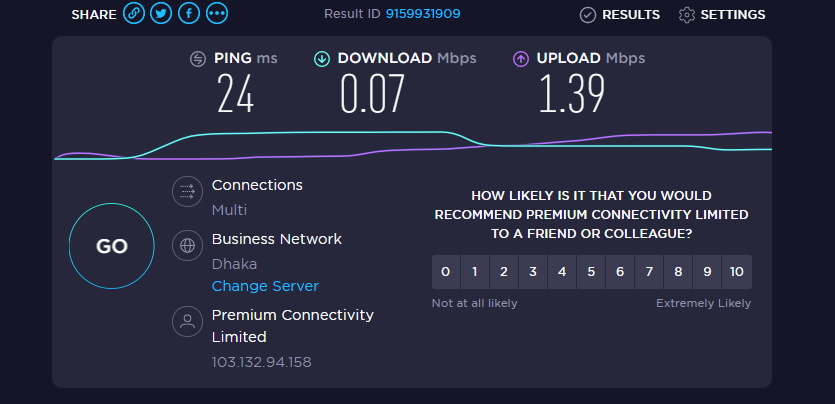 SHARE Result ID 9159931909 RESULTS SETTINGS
PING ms DOWNLOAD Mbps UPLOAD Mbps
24 0.07 1.39
GO
Connections
Multi
Business Network
Dhaka
Change Server
Premium Connectivity
Limited
103.132.94.158
HOW LIKELY IS IT THAT YOU WOULD
RECOMMEND PREMIUM CONNECTIVITY LIMITED
TO A FRIEND OR COLLEAGUE?
0 1 2 3 4 5 6 7 8 9 10
Not at all likely Extremely Likely